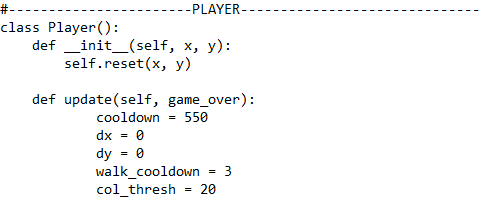 #-----------------------PLAYER------------------------------
class Player():
    def __init__(self, x, y):
        self.reset(x, y)

    def update(self, game_over):
            cooldown = 550
            dx = 0
            dy = 0
            walk_cooldown = 3
            col_thresh = 20